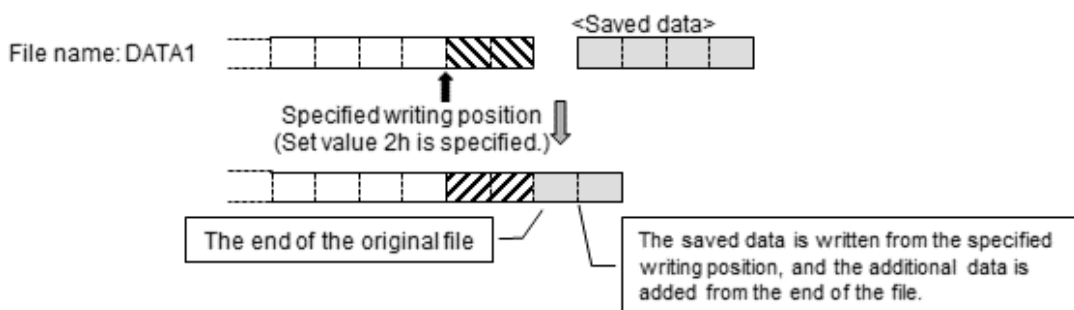 <Saved data>
File name: DATA1
Specified writing position
(Set value 2h is specified.)
The end of the original file
The saved data is written from the specified
writing position, and the additional data is
added from the end of the file.